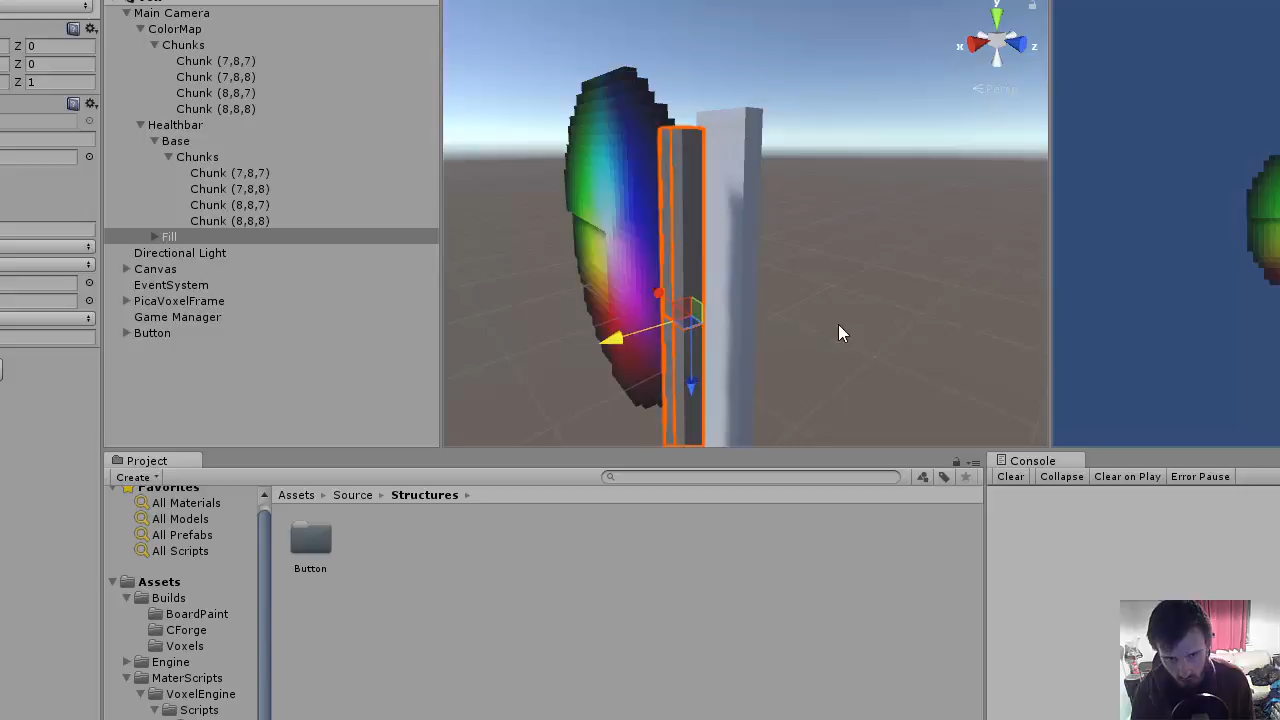 Z 0
Z 0
Z 1
Main Camera
ColorMap
Chunks
Chunk (7,8,7)
Chunk (7,8,8)
Chunk (8,8,7)
Chunk (8,8,8)
Healthbar
Base
Chunks
Chunk (7,8,7)
Chunk (7,8,8)
Chunk (8,8,7)
Chunk (8,8,8)
Fill
Directional Light
Canvas
EventSystem
PicaVoxelFrame
Game Manager
Button
y
x
z
Persp
Project
Create
Favorites
All Materials
All Models
All Prefabs
All Scripts
Assets
Builds
BoardPaint
CForge
Voxels
Engine
MaterScripts
VoxelEngine
Scripts
Assets Source Structures
Button
Console
Clear Collapse Clear on Play Error Pause